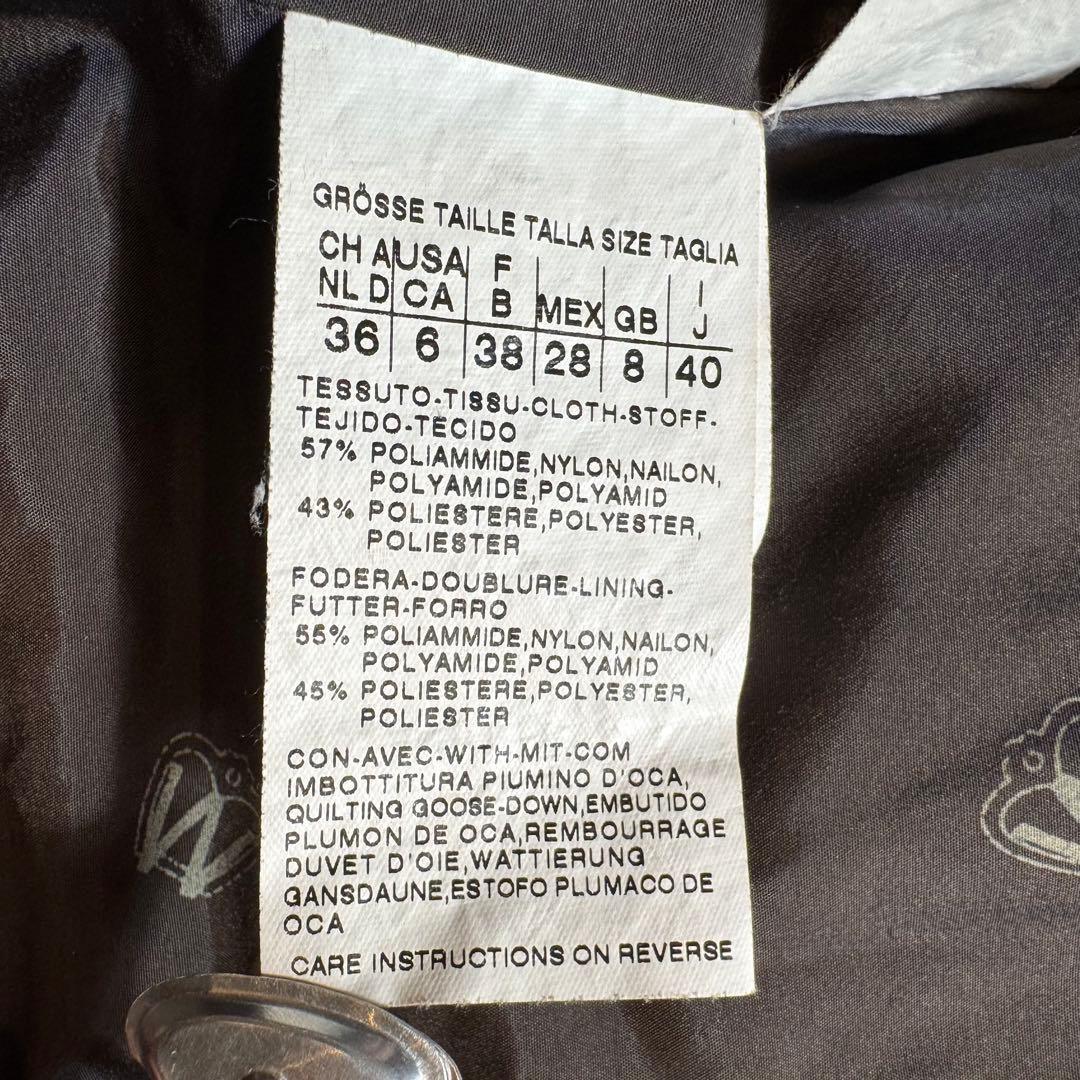 GRÖSSE TAILLE TALLA SIZE TAGLIA
CH A USA F MEX GB I
NL D CA B J
36 6 38 28 8 40
TESSUTO-TISSU-CLOTH-STOFF-
TEJIDO-TECIDO
57% POLIAMMIDE,NYLON,NAILON,
POLYAMIDE,POLYAMID
43% POLIESTERE,POLYESTER,
POLIESTER
FODERA-DOUBLURE-LINING-
FUTTER-FORRO
55% POLIAMMIDE,NYLON,NAILON,
POLYAMIDE,POLYAMID
45% POLIESTERE,POLYESTER,
POLIESTER
CON-AVEC-WITH-MIT-COM
IMBOTTITURA PIUMINO D'OCA,
QUILTING GOOSE-DOWN,EMBUTIDO
PLUMON DE OCA,REMBOURRAGE
DUVET D'OIE,WATTIERUNG
GANSDAUNE,ESTOFO PLUMACO DE
OCA
CARE INSTRUCTIONS ON REVERSE